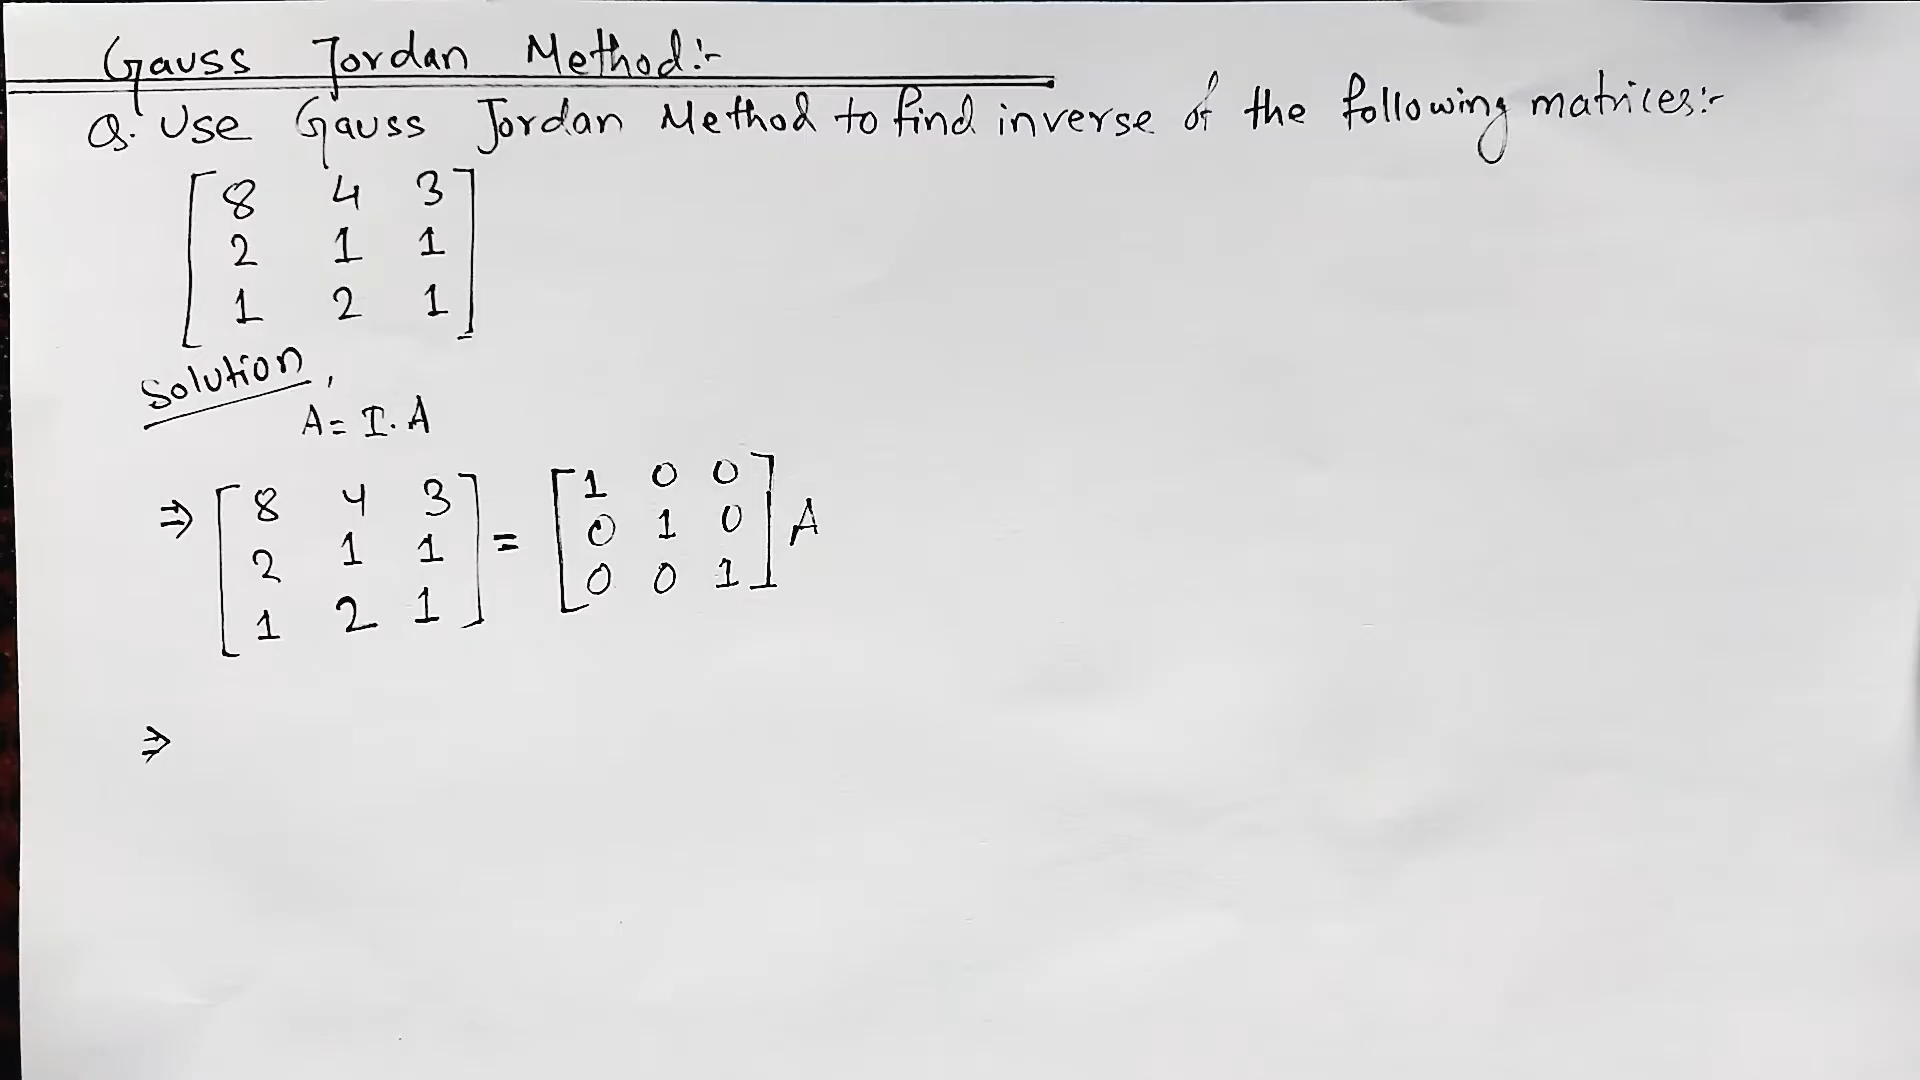 Gauss Jordan Method:-
Q. Use Gauss Jordan Method to find inverse of the following matrices:-
[8 4 3
2 1 1
1 2 1]
Solution,
A = I. A
⇒ [8 4 3
2 1 1
1 2 1] = [1 0 0
0 1 0
0 0 1] A
⇒